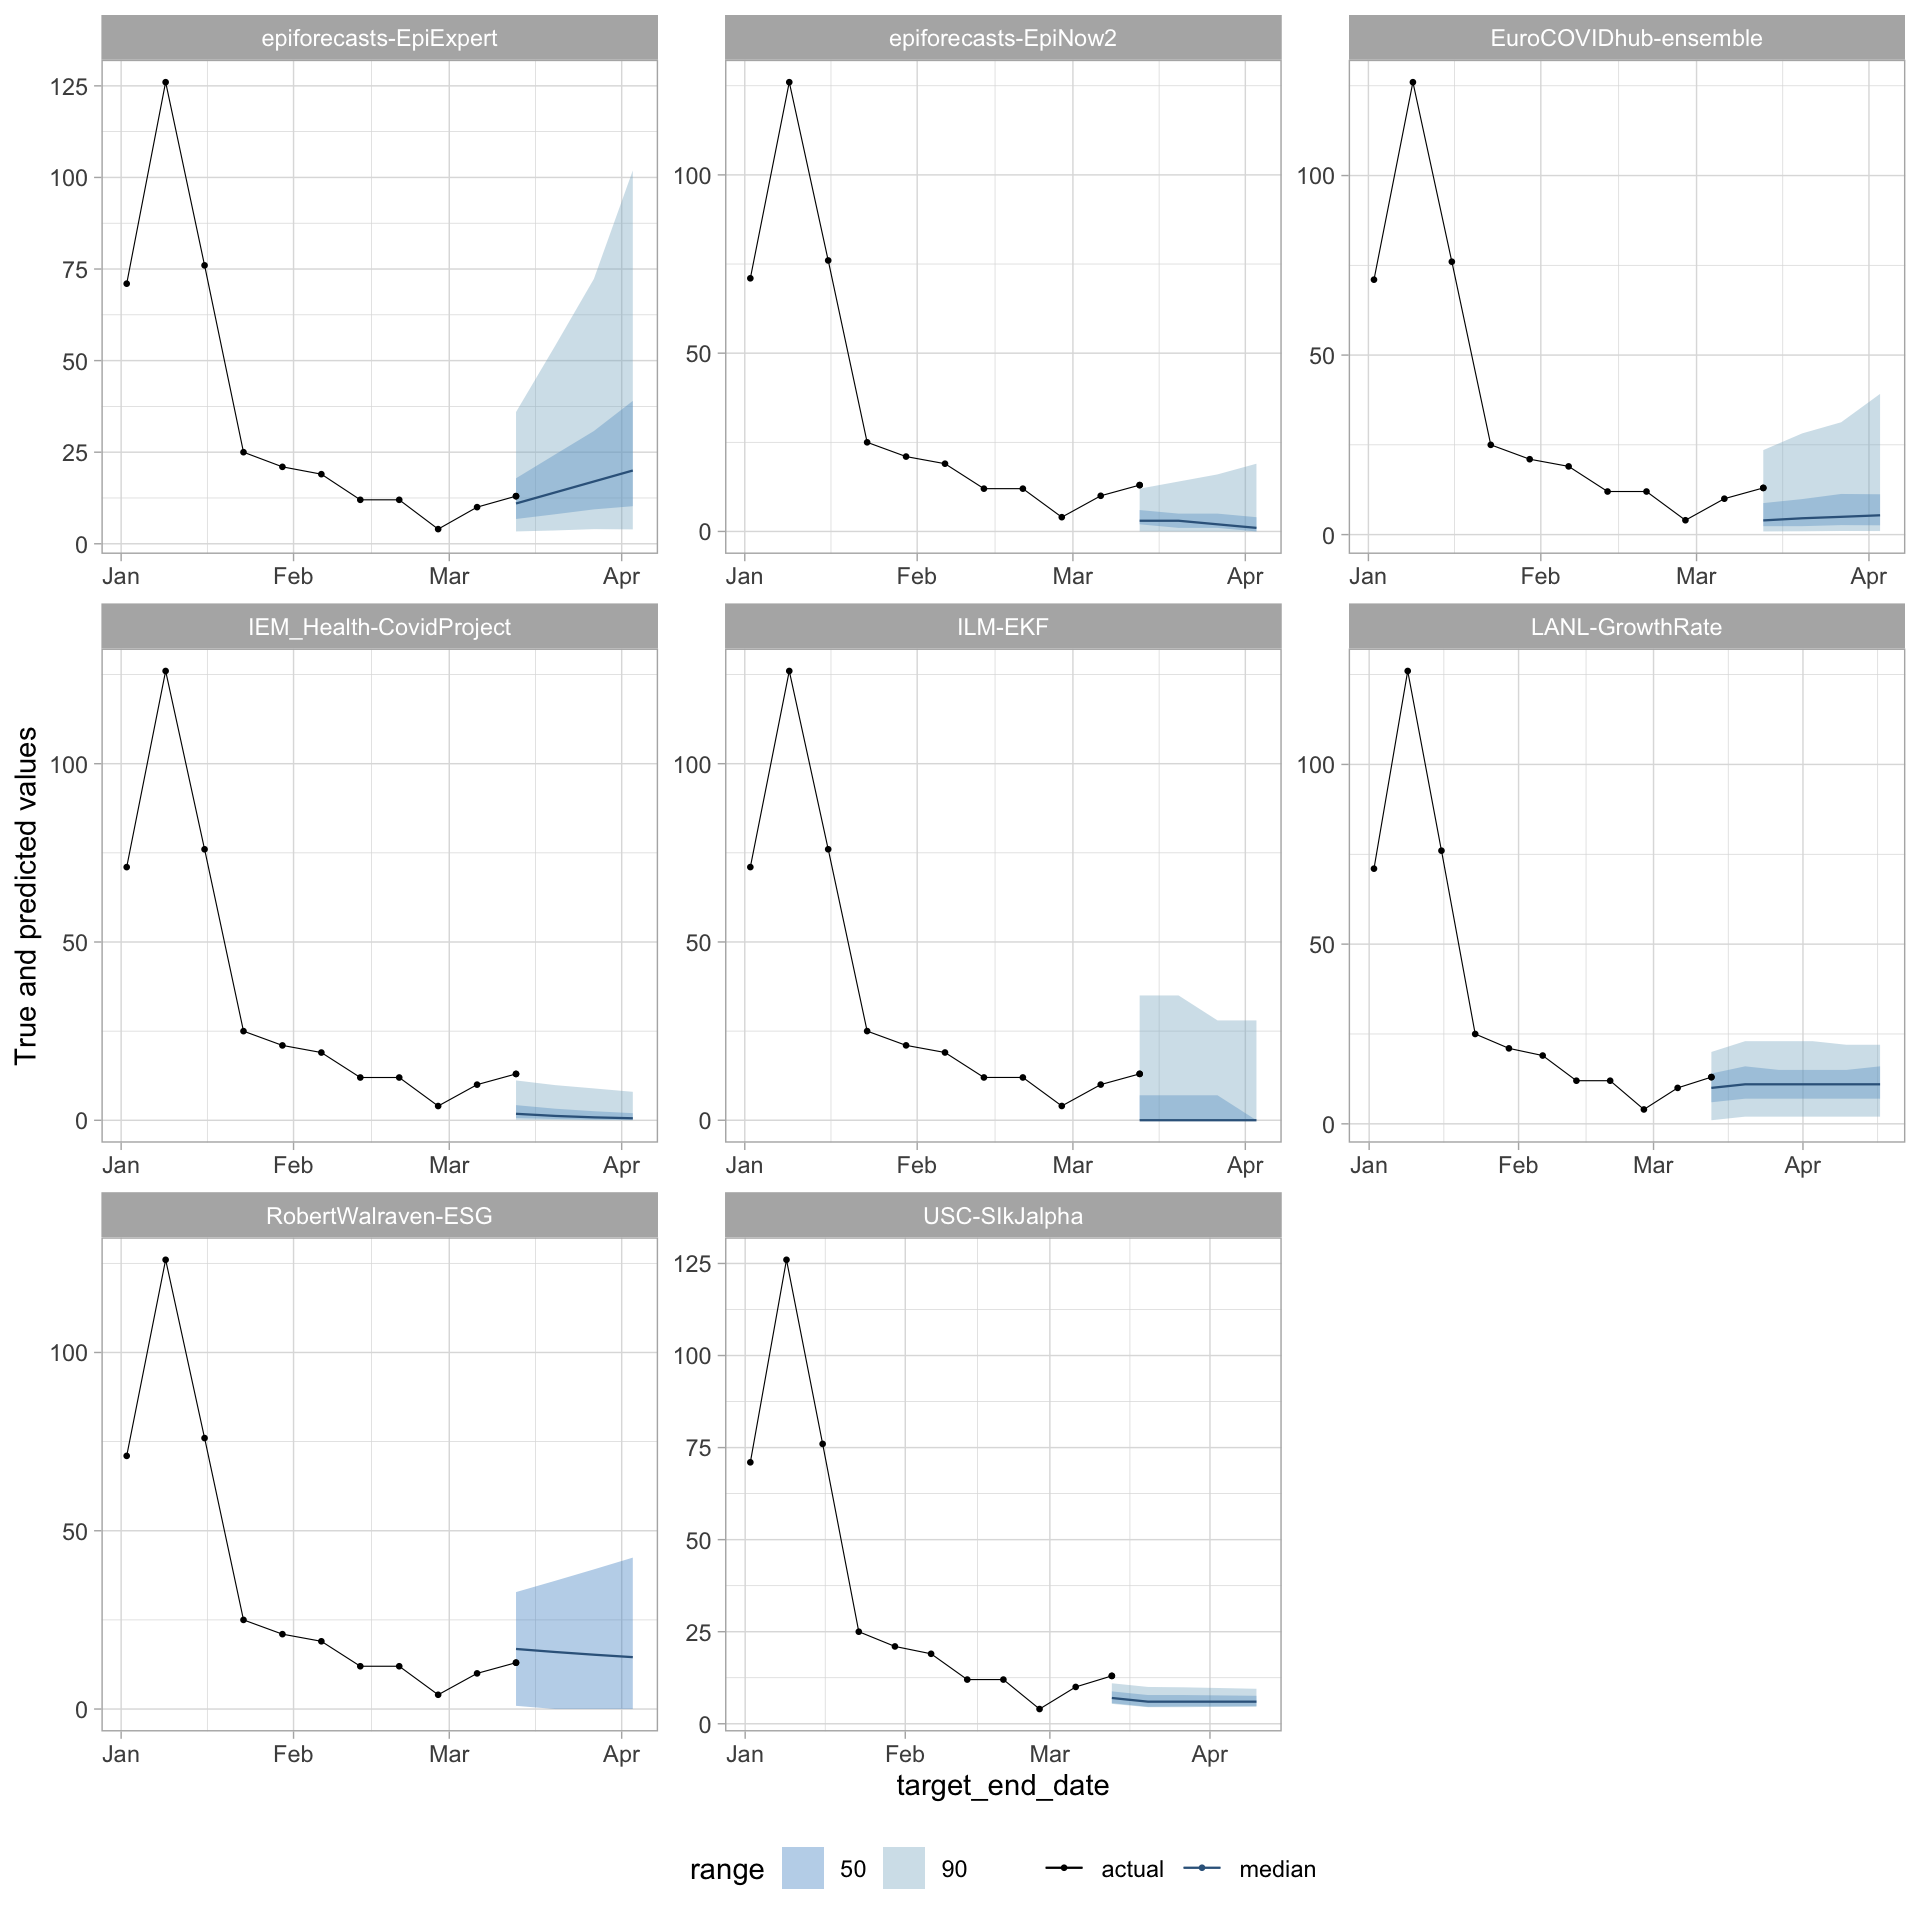 epiforecasts-EpiExpert
epiforecasts-EpiNow2
EuroCOVIDhub-ensemble
125
100
75
50
25
0
100
50
0
100
50
0
Jan Feb Mar Apr
Jan Feb Mar Apr
Jan Feb Mar Apr
IEM_Health-CovidProject
ILM-EKF
LANL-GrowthRate
True and predicted values
100
50
0
100
50
0
100
50
0
Jan Feb Mar Apr
Jan Feb Mar Apr
Jan Feb Mar Apr
RobertWalraven-ESG
USC-SIkJalpha
100
50
0
125
100
75
50
25
0
Jan Feb Mar Apr
Jan Feb Mar Apr
target_end_date
range 50 90 actual median